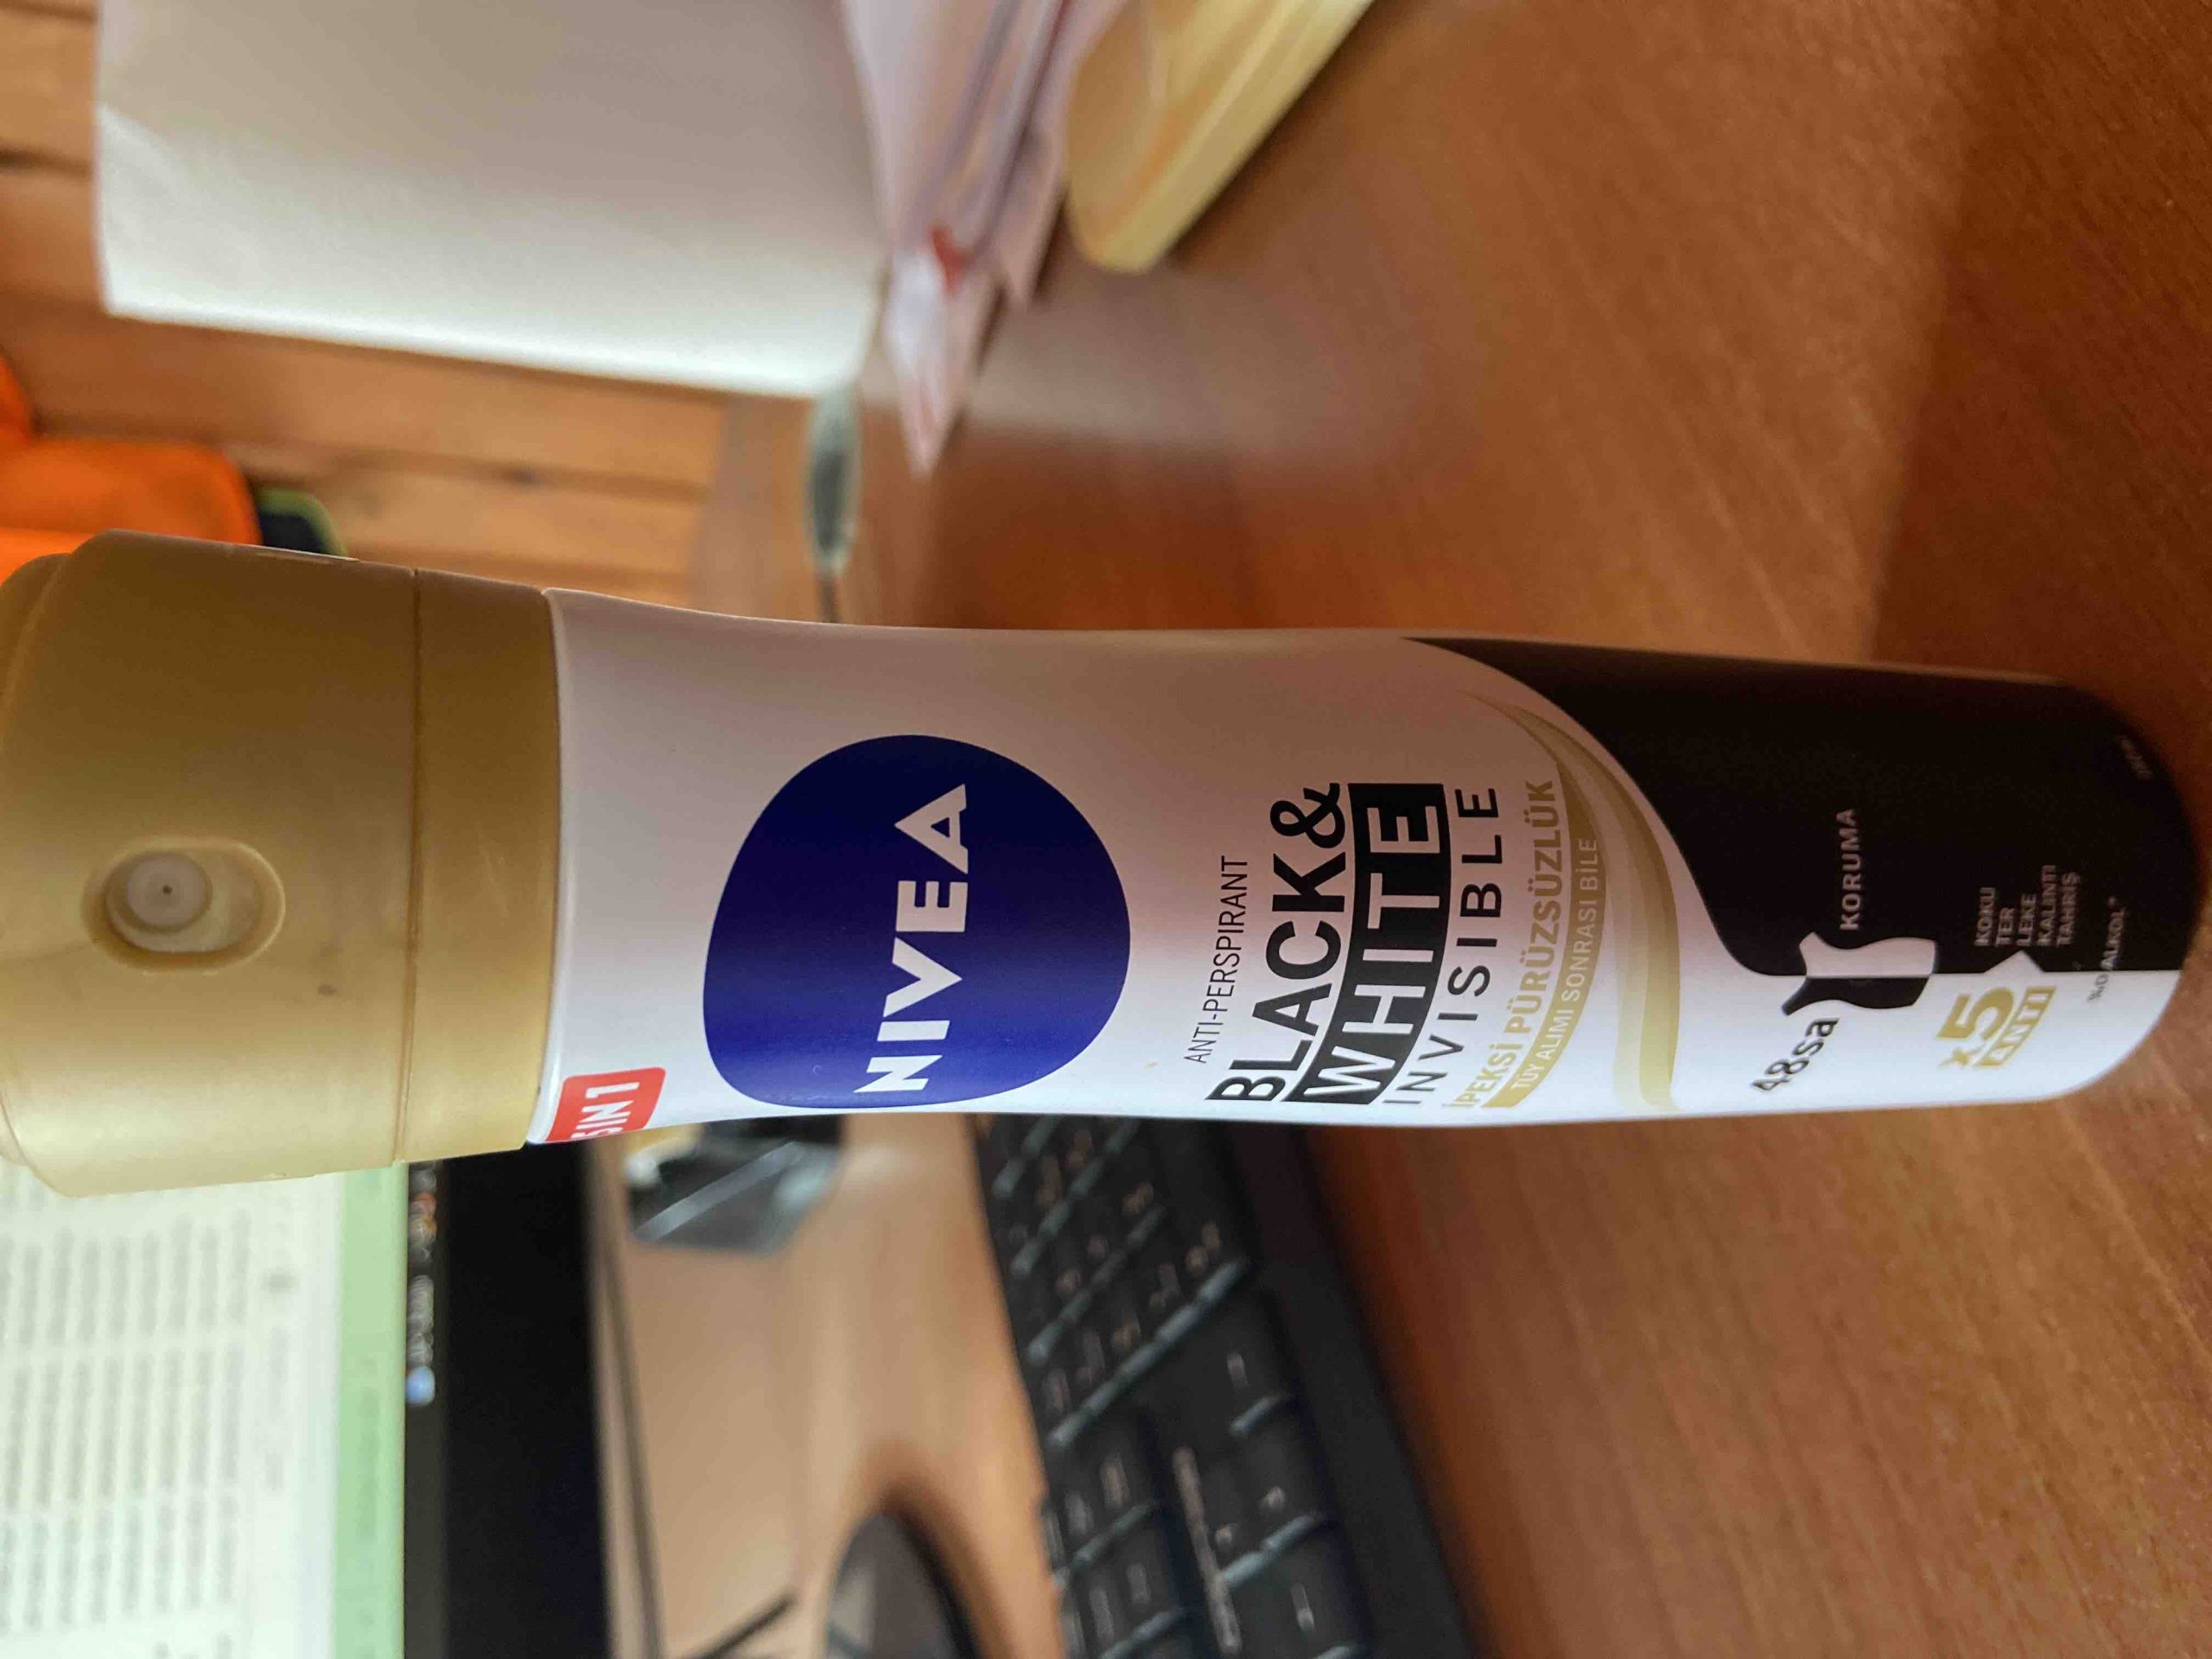 5IN1
NIVEA
ANTI-PERSPIRANT
BLACK&
WHITE
INVISIBLE
İPEKSİ PÜRÜZSÜZLÜK
TÜY ALIMI SONRASI BİLE
48sa KORUMA
x5
ANTI
KOKU
TER
LEKE
KALINTI
TAHRİŞ
%0 ALKOL*